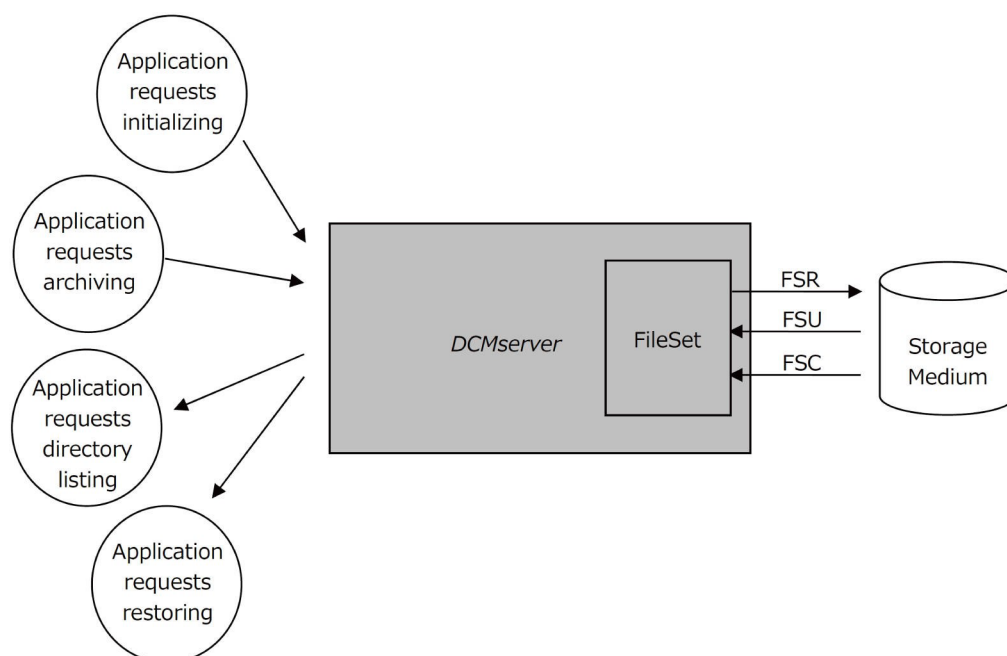 Application
requests
initializing
Application
requests
archiving
Application
requests
directory
listing
Application
requests
restoring
DCMserver
FileSet
FSR
FSU
FSC
Storage
Medium